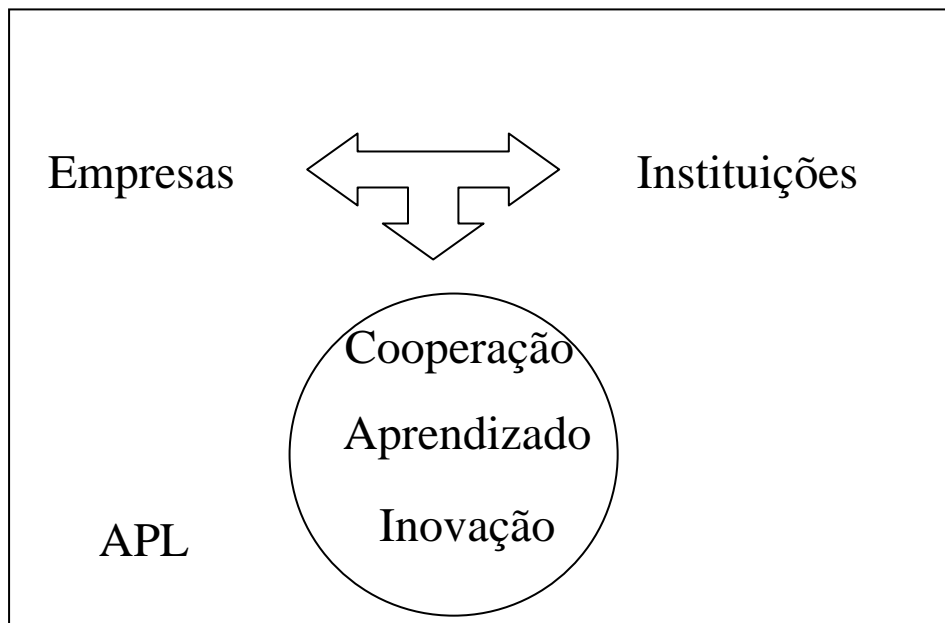 Empresas
Instituições
Cooperação
Aprendizado
Inovação
APL